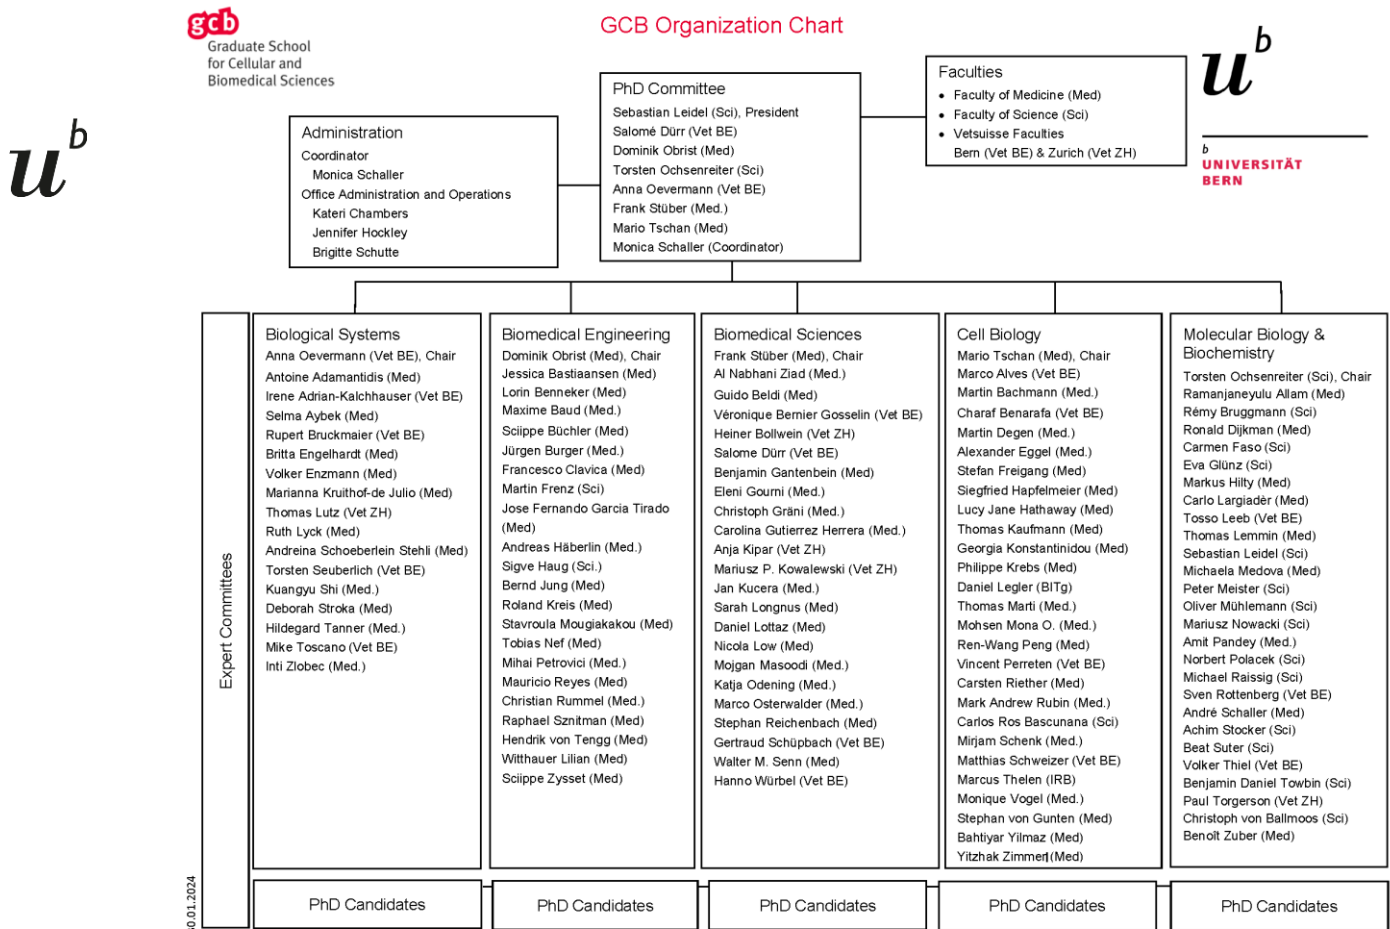 gcb
Graduate School
for Cellular and
Biomedical Sciences
GCB Organization Chart
u^b
u^b
b
UNIVERSITÄT
BERN
Faculties
• Faculty of Medicine (Med)
• Faculty of Science (Sci)
• Vetsuisse Faculties
Bern (Vet BE) & Zurich (Vet ZH)
PhD Committee
Sebastian Leidel (Sci), President
Salomé Dürr (Vet BE)
Dominik Obrist (Med)
Torsten Ochsenreiter (Sci)
Anna Oevermann (Vet BE)
Frank Stüber (Med.)
Mario Tschan (Med)
Monica Schaller (Coordinator)
Administration
Coordinator
Monica Schaller
Office Administration and Operations
Kateri Chambers
Jennifer Hockley
Brigitte Schutte
Expert Committees
Biological Systems
Anna Oevermann (Vet BE), Chair
Antoine Adamantidis (Med)
Irene Adrian-Kalchhauser (Vet BE)
Selma Aybek (Med)
Rupert Bruckmaier (Vet BE)
Britta Engelhardt (Med)
Volker Enzmann (Med)
Marianna Kruithof-de Julio (Med)
Thomas Lutz (Vet ZH)
Ruth Lyck (Med)
Andreina Schoeberlein Stehli (Med)
Torsten Seuberlich (Vet BE)
Kuangyu Shi (Med.)
Deborah Stroka (Med)
Hildegard Tanner (Med.)
Mike Toscano (Vet BE)
Inti Zlobec (Med.)
Biomedical Engineering
Dominik Obrist (Med), Chair
Jessica Bastiaansen (Med)
Lorin Benneker (Med)
Maxime Baud (Med.)
Sciippe Büchler (Med)
Jürgen Burger (Med.)
Francesco Clavica (Med)
Martin Frenz (Sci)
Jose Fernando Garcia Tirado
(Med)
Andreas Häberlin (Med.)
Sigve Haug (Sci.)
Bernd Jung (Med)
Roland Kreis (Med)
Stavroula Mougiakakou (Med)
Tobias Nef (Med)
Mihai Petrovici (Med.)
Mauricio Reyes (Med)
Christian Rummel (Med.)
Raphael Sznitman (Med)
Hendrik von Tengg (Med)
Witthauer Lilian (Med)
Sciippe Zysset (Med)
Biomedical Sciences
Frank Stüber (Med), Chair
Al Nabhani Ziad (Med.)
Guido Beldi (Med)
Véronique Bernier Gosselin (Vet BE)
Heiner Bollwein (Vet ZH)
Salome Dürr (Vet BE)
Benjamin Gantenbein (Med)
Eleni Gourni (Med.)
Christoph Gräni (Med.)
Carolina Gutierrez Herrera (Med.)
Anja Kipar (Vet ZH)
Mariusz P. Kowalewski (Vet ZH)
Jan Kucera (Med.)
Sarah Longnus (Med)
Daniel Lottaz (Med)
Nicola Low (Med)
Mojgan Masoodi (Med.)
Katja Odening (Med.)
Marco Osterwalder (Med.)
Stephan Reichenbach (Med)
Gertraud Schüpbach (Vet BE)
Walter M. Senn (Med)
Hanno Würbel (Vet BE)
Cell Biology
Mario Tschan (Med), Chair
Marco Alves (Vet BE)
Martin Bachmann (Med.)
Charaf Benarafa (Vet BE)
Martin Degen (Med.)
Alexander Eggel (Med.)
Stefan Freigang (Med)
Siegfried Hapfelmeier (Med)
Lucy Jane Hathaway (Med)
Thomas Kaufmann (Med)
Georgia Konstantinidou (Med)
Philippe Krebs (Med)
Daniel Legler (BITg)
Thomas Marti (Med.)
Mohsen Mona O. (Med.)
Ren-Wang Peng (Med)
Vincent Perreten (Vet BE)
Carsten Riether (Med)
Mark Andrew Rubin (Med.)
Carlos Ros Bascunana (Sci)
Mirjam Schenk (Med.)
Matthias Schweizer (Vet BE)
Marcus Thelen (IRB)
Monique Vogel (Med.)
Stephan von Gunten (Med)
Bahtiyar Yilmaz (Med)
Yitzhak Zimmer (Med)
Molecular Biology &
Biochemistry
Torsten Ochsenreiter (Sci), Chair
Ramanjaneyulu Allam (Med)
Rémy Bruggmann (Sci)
Ronald Dijkman (Med)
Carmen Faso (Sci)
Eva Glünz (Sci)
Markus Hilty (Med)
Carlo Largiadèr (Med)
Tosso Leeb (Vet BE)
Thomas Lemmin (Med)
Sebastian Leidel (Sci)
Michaela Medova (Med)
Peter Meister (Sci)
Oliver Mühlemann (Sci)
Mariusz Nowacki (Sci)
Amit Pandey (Med.)
Norbert Polacek (Sci)
Michael Raissig (Sci)
Sven Rottenberg (Vet BE)
André Schaller (Med)
Achim Stocker (Sci)
Beat Suter (Sci)
Volker Thiel (Vet BE)
Benjamin Daniel Towbin (Sci)
Paul Torgerson (Vet ZH)
Christoph von Ballmoos (Sci)
Benoît Zuber (Med)
PhD Candidates
PhD Candidates
PhD Candidates
PhD Candidates
PhD Candidates